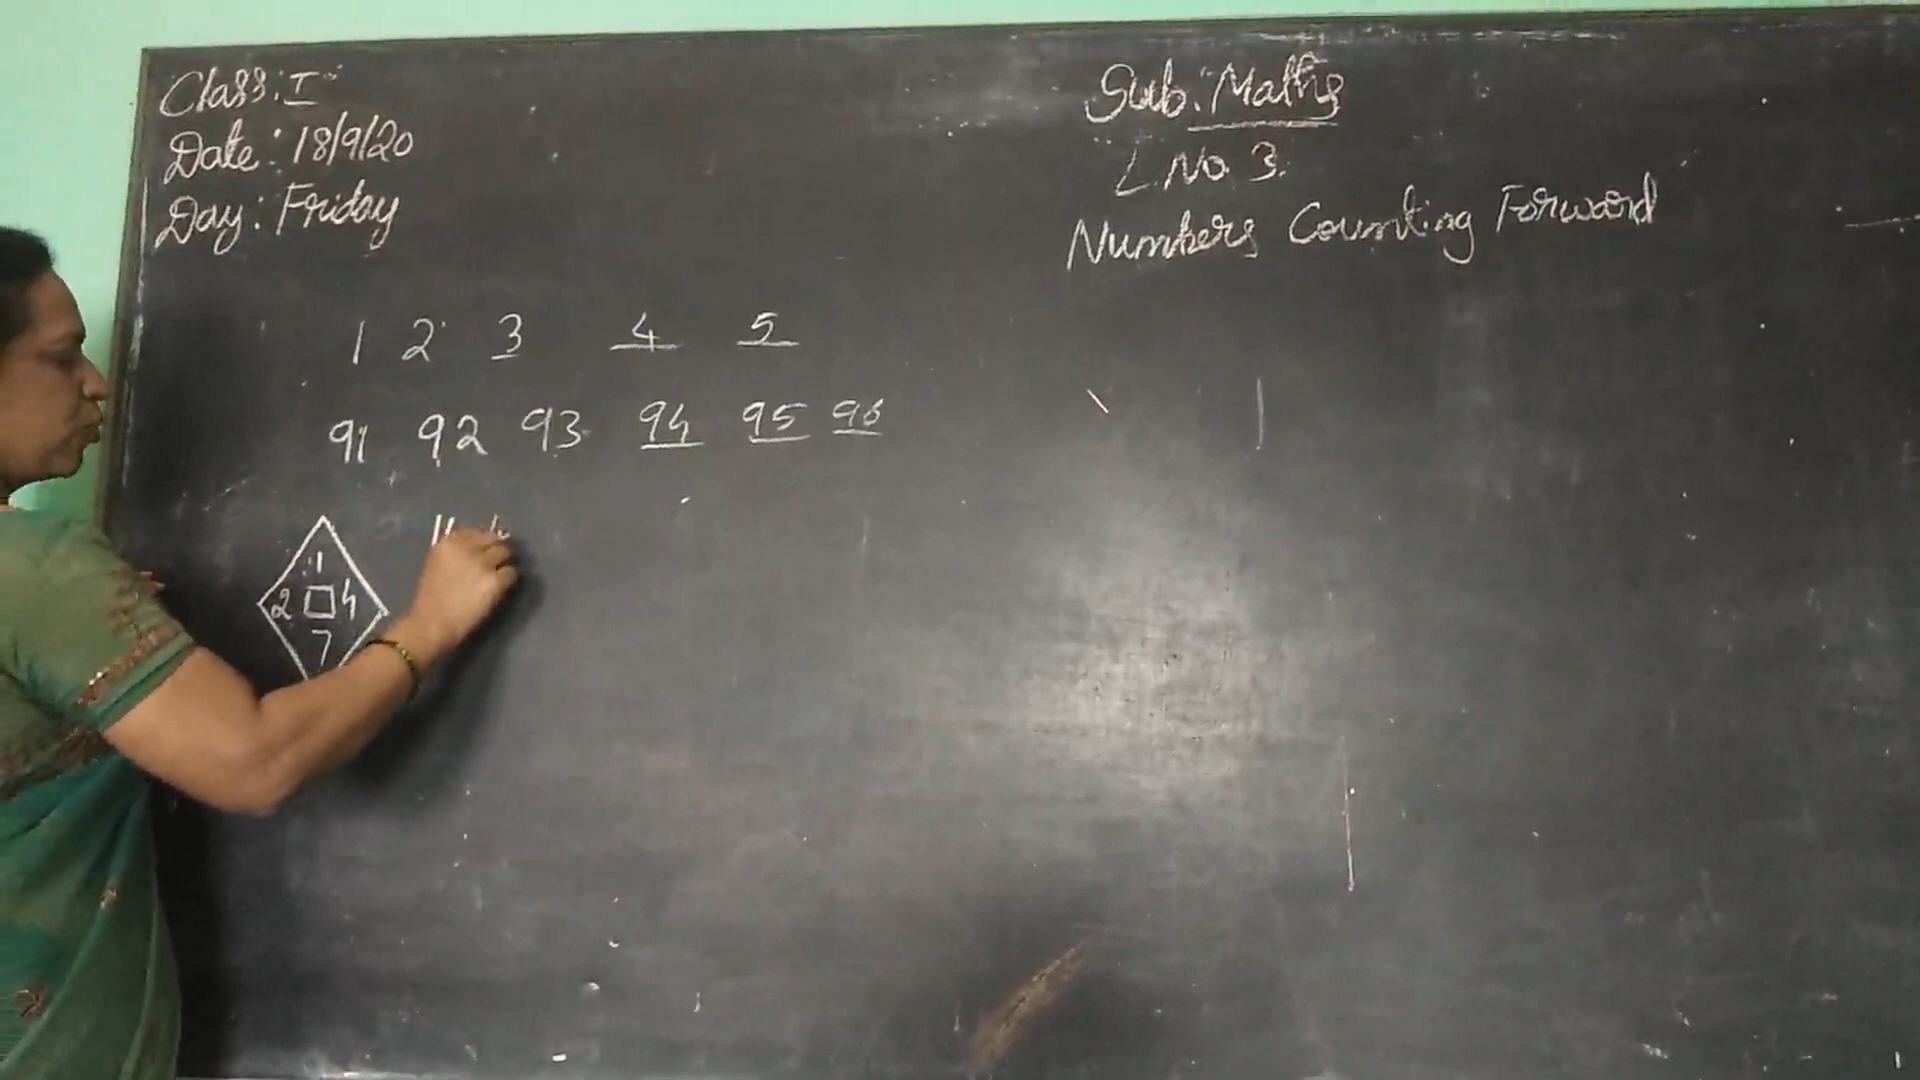 Class: I
Date: 18/9/20
Day: Friday
Sub: Maths
L.No. 3.
Numbers Counting Forward
1 2 3 4 5
91 92 93 94 95 96
1
2 4
7
11